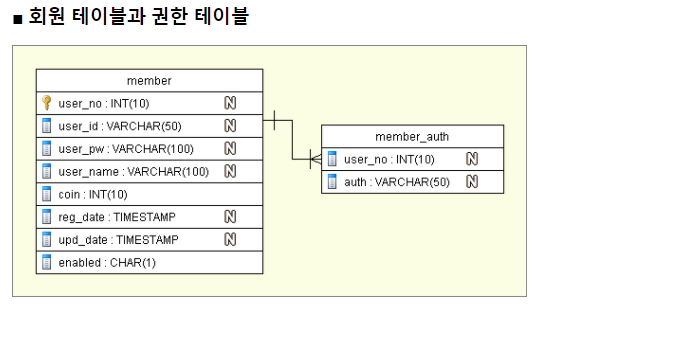 ■ 회원 테이블과 권한 테이블
member
user_no : INT(10) N
user_id : VARCHAR(50) N
user_pw : VARCHAR(100) N
user_name : VARCHAR(100) N
coin : INT(10)
reg_date : TIMESTAMP N
upd_date : TIMESTAMP N
enabled : CHAR(1)
member_auth
user_no : INT(10) N
auth : VARCHAR(50) N